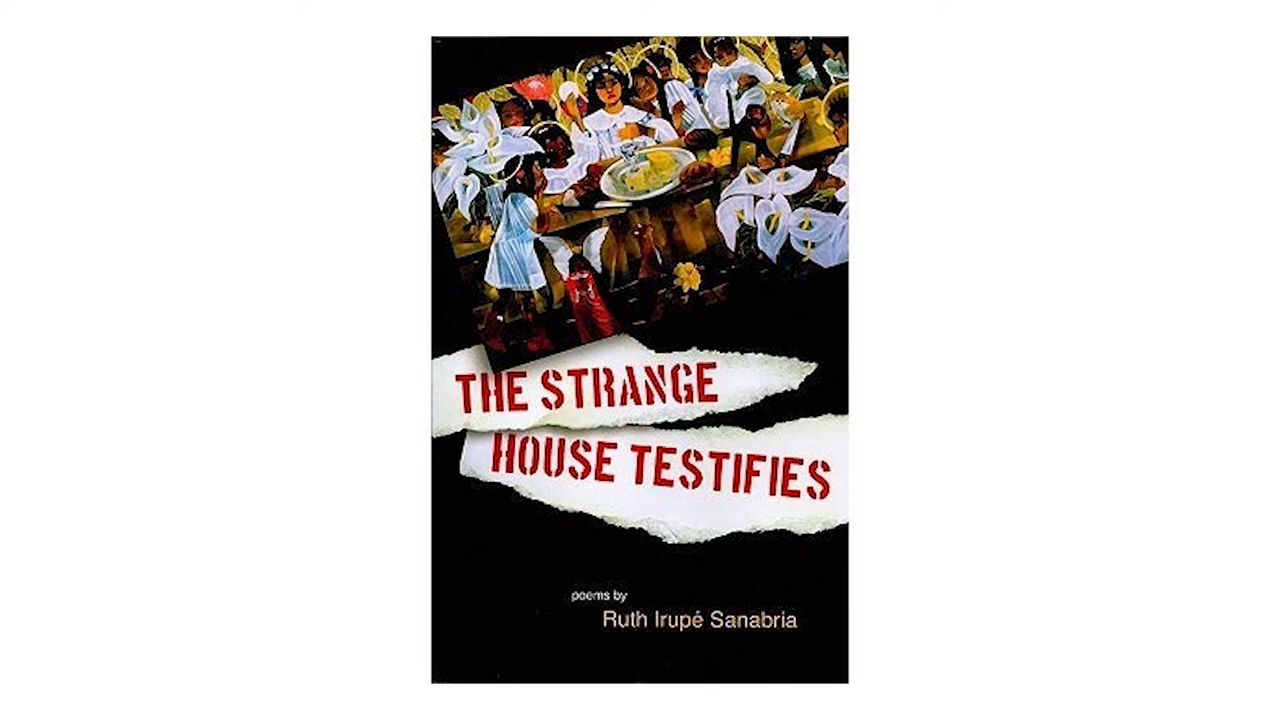 THE STRANGE
HOUSE TESTIFIES
poems by
Ruth Irupé Sanabria